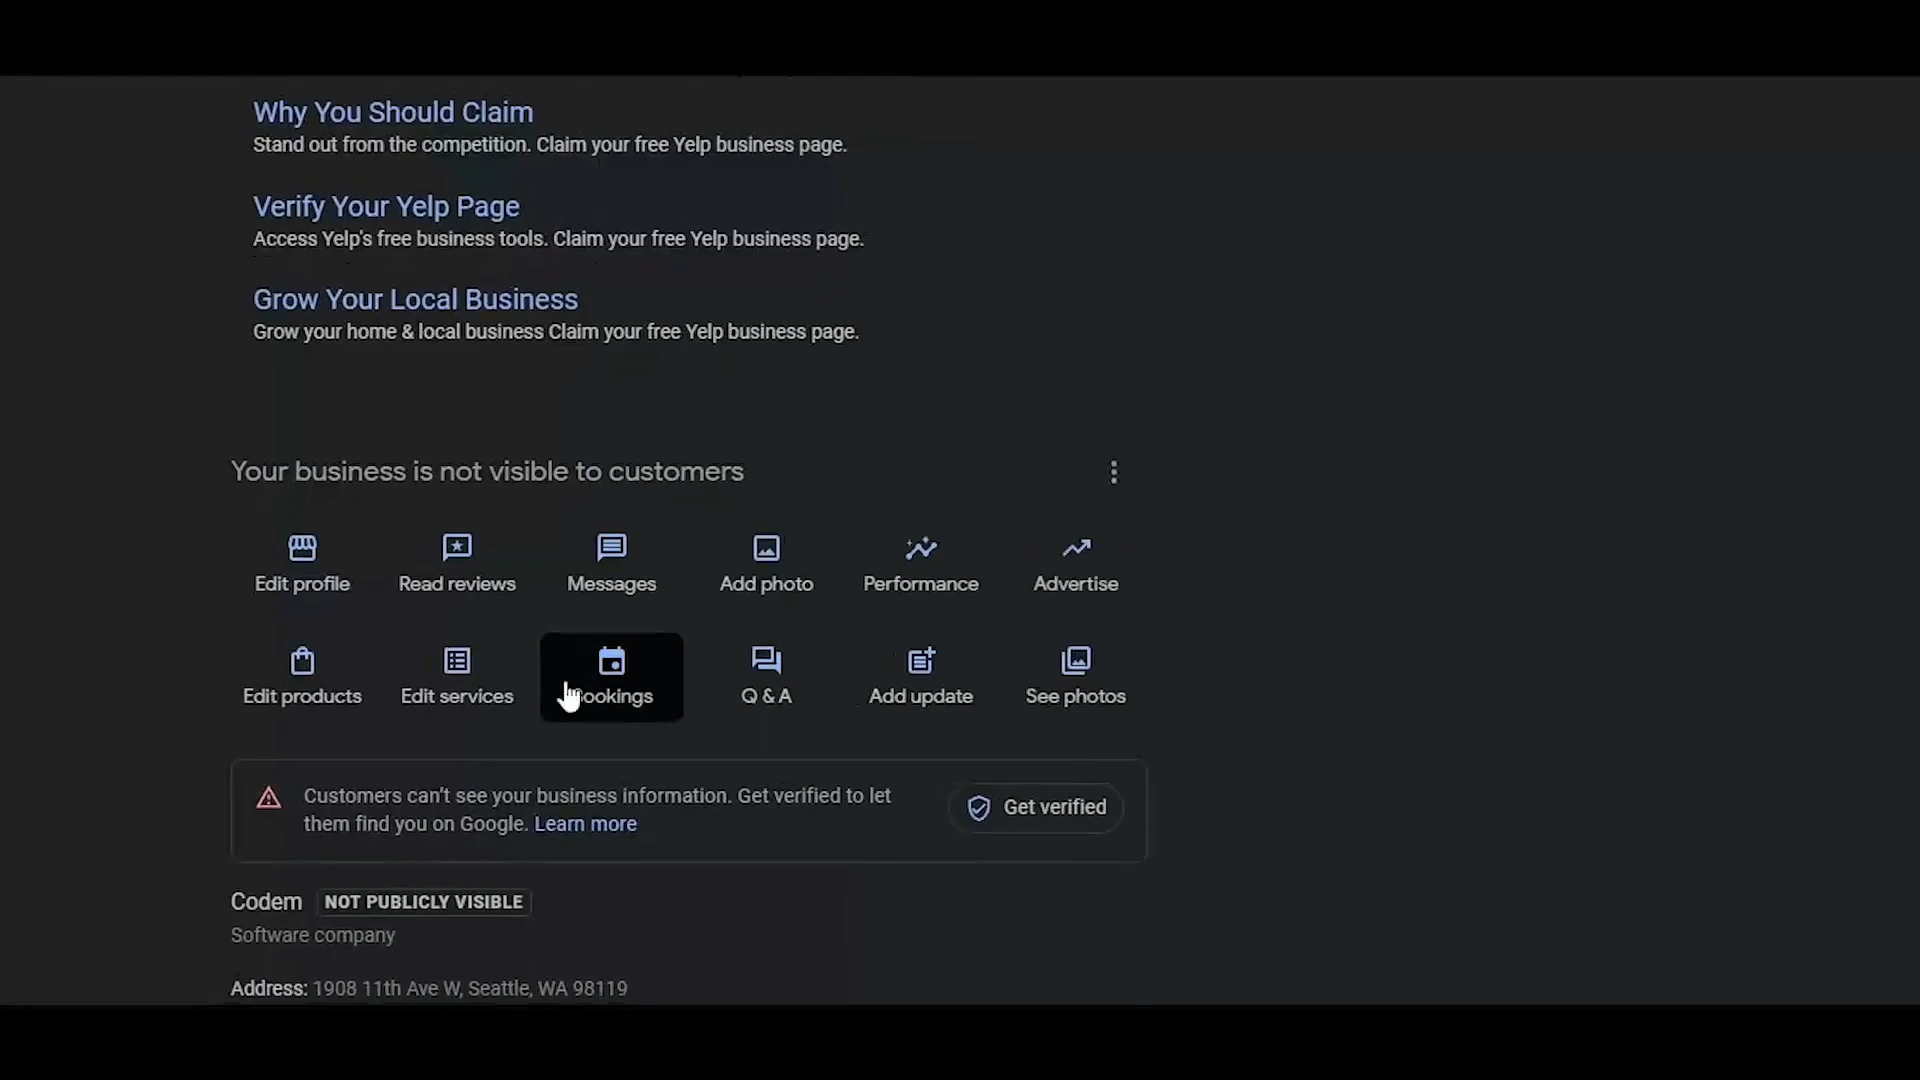 Why You Should Claim
Stand out from the competition. Claim your free Yelp business page.
Verify Your Yelp Page
Access Yelp's free business tools. Claim your free Yelp business page.
Grow Your Local Business
Grow your home & local business Claim your free Yelp business page.
Your business is not visible to customers
Edit profile
Read reviews
Messages
Add photo
Performance
Advertise
Edit products
Edit services
ookings
Q & A
Add update
See photos
Customers can't see your business information. Get verified to let
them find you on Google. Learn more
Get verified
Codem NOT PUBLICLY VISIBLE
Software company
Address: 1908 11th Ave W, Seattle, WA 98119